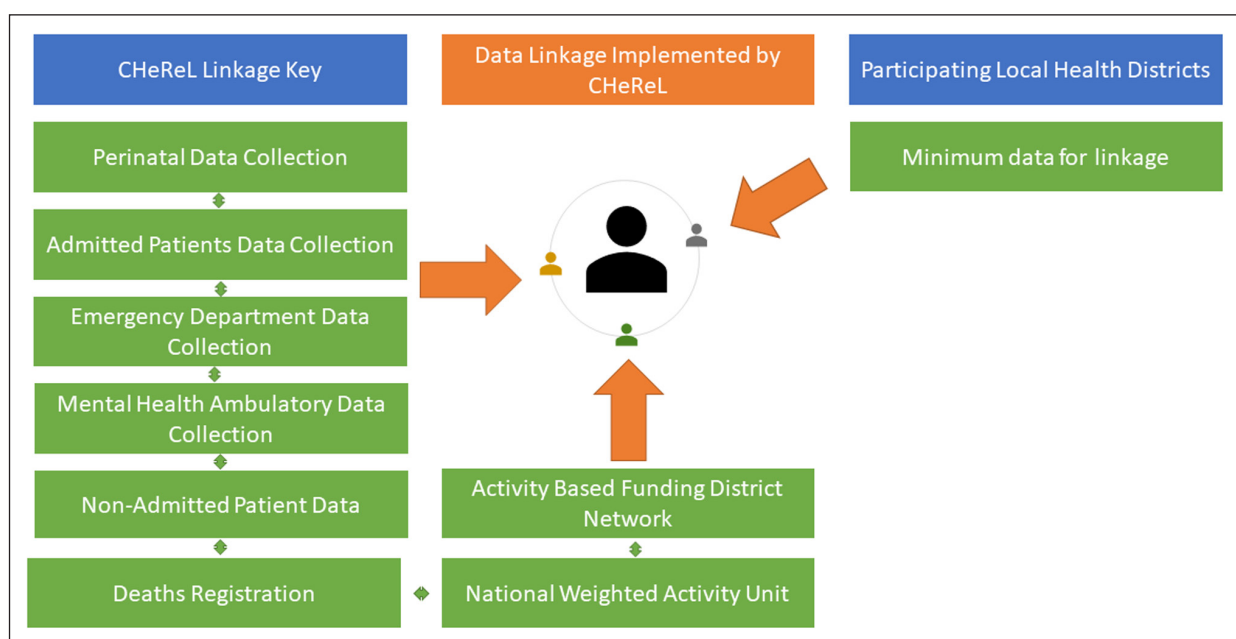 CHeReL Linkage Key
Perinatal Data Collection
Admitted Patients Data Collection
Emergency Department Data
Collection
Mental Health Ambulatory Data
Collection
Non-Admitted Patient Data
Deaths Registration
Data Linkage Implemented by
CHeReL
Activity Based Funding District
Network
National Weighted Activity Unit
Participating Local Health Districts
Minimum data for linkage